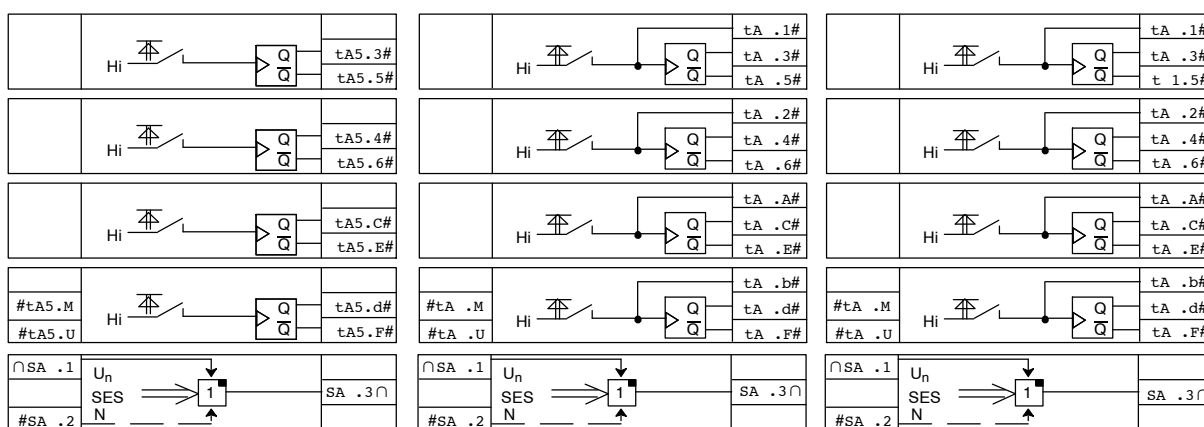 Hi Q Q tA5.3# tA5.5#
Hi Q Q tA .1# tA .3# tA .5#
Hi Q Q tA .1# tA .3# t 1.5#
Hi Q Q tA5.4# tA5.6#
Hi Q Q tA .2# tA .4# tA .6#
Hi Q Q tA .2# tA .4# tA .6#
Hi Q Q tA5.C# tA5.E#
Hi Q Q tA .A# tA .C# tA .E#
Hi Q Q tA .A# tA .C# tA .E#
#tA5.M #tA5.U Hi Q Q tA5.d# tA5.F#
#tA .M #tA .U Hi Q Q tA .b# tA .d# tA .F#
#tA .M #tA .U Hi Q Q tA .b# tA .d# tA .F#
∩SA .1 #SA .2 Un SES N 1 SA .3∩
∩SA .1 #SA .2 Un SES N 1 SA .3∩
∩SA .1 #SA .2 Un SES N 1 SA .3∩